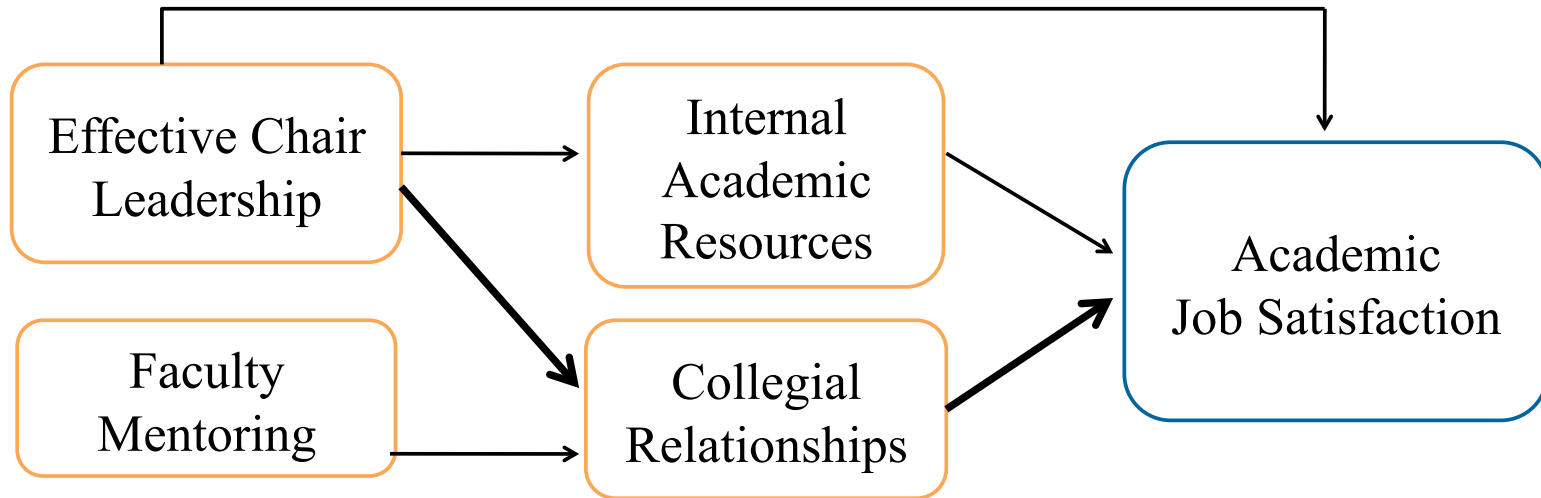 Effective Chair
Leadership
Internal
Academic
Resources
Academic
Job Satisfaction
Faculty
Mentoring
Collegial
Relationships